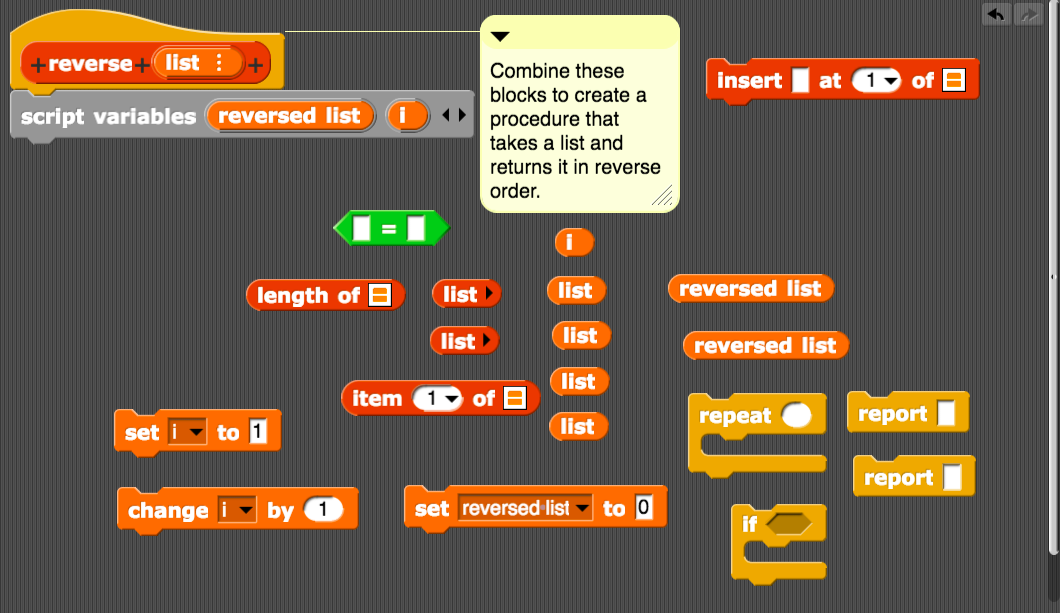 + reverse + list ⋮ +
script variables reversed list i
Combine these
blocks to create a
procedure that
takes a list and
returns it in reverse
order.
insert at 1 of
=
i
length of
list
list
reversed list
list
list
reversed list
item 1 of
list
list
repeat
report
set i to 1
report
change i by 1
set reversed list to 0
if